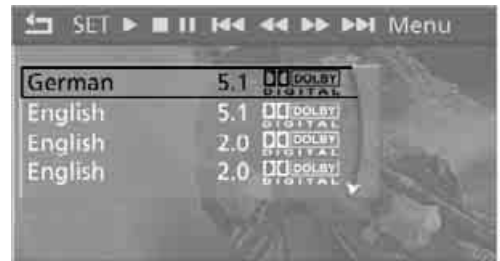 SET Menu
German 5.1 DOLBY DIGITAL
English 5.1 DOLBY DIGITAL
English 2.0 DOLBY DIGITAL
English 2.0 DOLBY DIGITAL